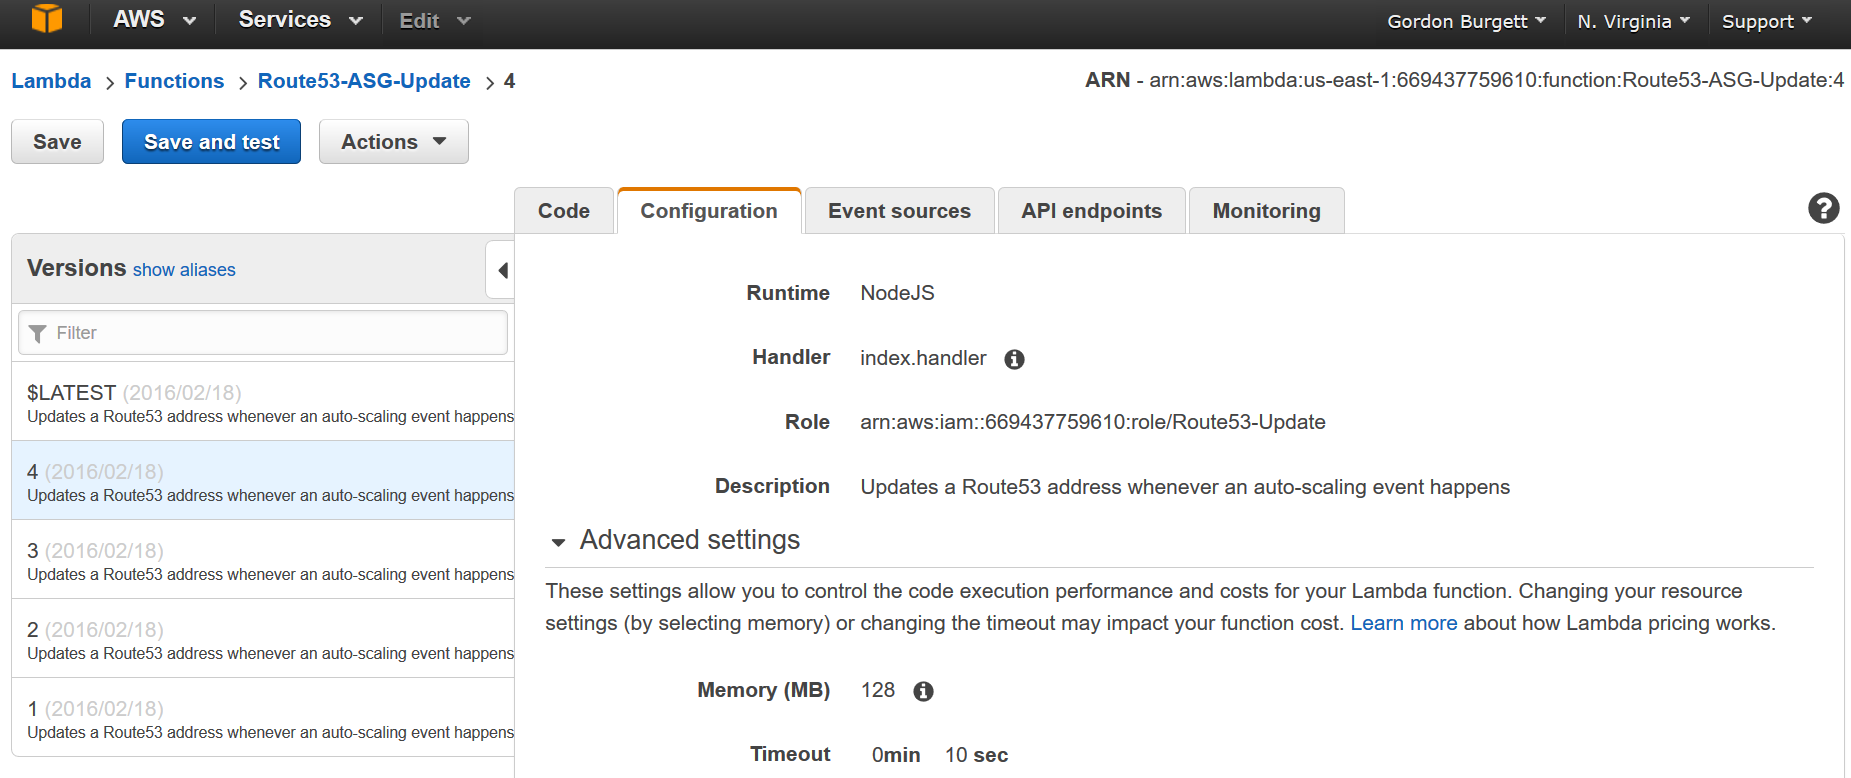 AWS Services Edit Gordon Burgett N. Virginia Support
Lambda > Functions > Route53-ASG-Update > 4 ARN - arn:aws:lambda:us-east-1:669437759610:function:Route53-ASG-Update:4
Save Save and test Actions
Code Configuration Event sources API endpoints Monitoring ?
Versions show aliases
Filter
$LATEST (2016/02/18)
Updates a Route53 address whenever an auto-scaling event happens
4 (2016/02/18)
Updates a Route53 address whenever an auto-scaling event happens
3 (2016/02/18)
Updates a Route53 address whenever an auto-scaling event happens
2 (2016/02/18)
Updates a Route53 address whenever an auto-scaling event happens
1 (2016/02/18)
Updates a Route53 address whenever an auto-scaling event happens
Runtime NodeJS
Handler index.handler
Role arn:aws:iam::669437759610:role/Route53-Update
Description Updates a Route53 address whenever an auto-scaling event happens
Advanced settings
These settings allow you to control the code execution performance and costs for your Lambda function. Changing your resource
settings (by selecting memory) or changing the timeout may impact your function cost. Learn more about how Lambda pricing works.
Memory (MB) 128
Timeout 0min 10 sec